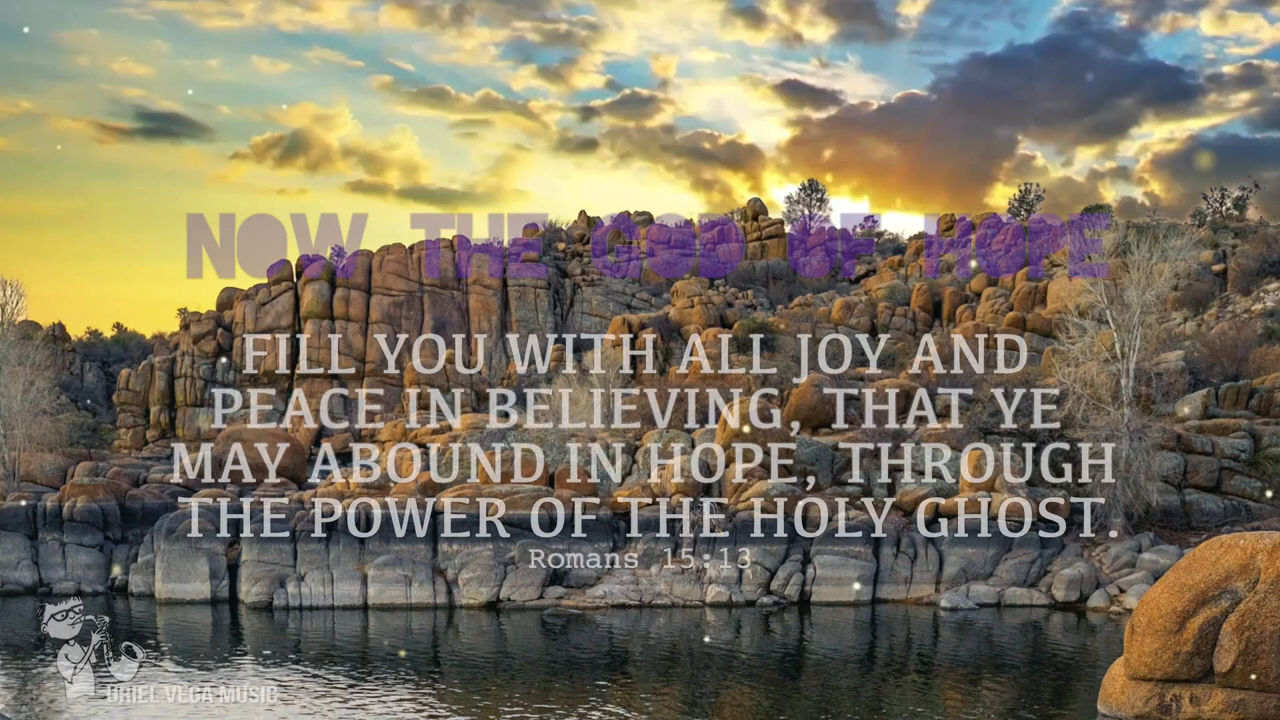 NOW THE GOD OF HOPE
FILL YOU WITH ALL JOY AND
PEACE IN BELIEVING, THAT YE
MAY ABOUND IN HOPE, THROUGH
THE POWER OF THE HOLY GHOST.
Romans 15:13
URIEL VEGA MUSIC